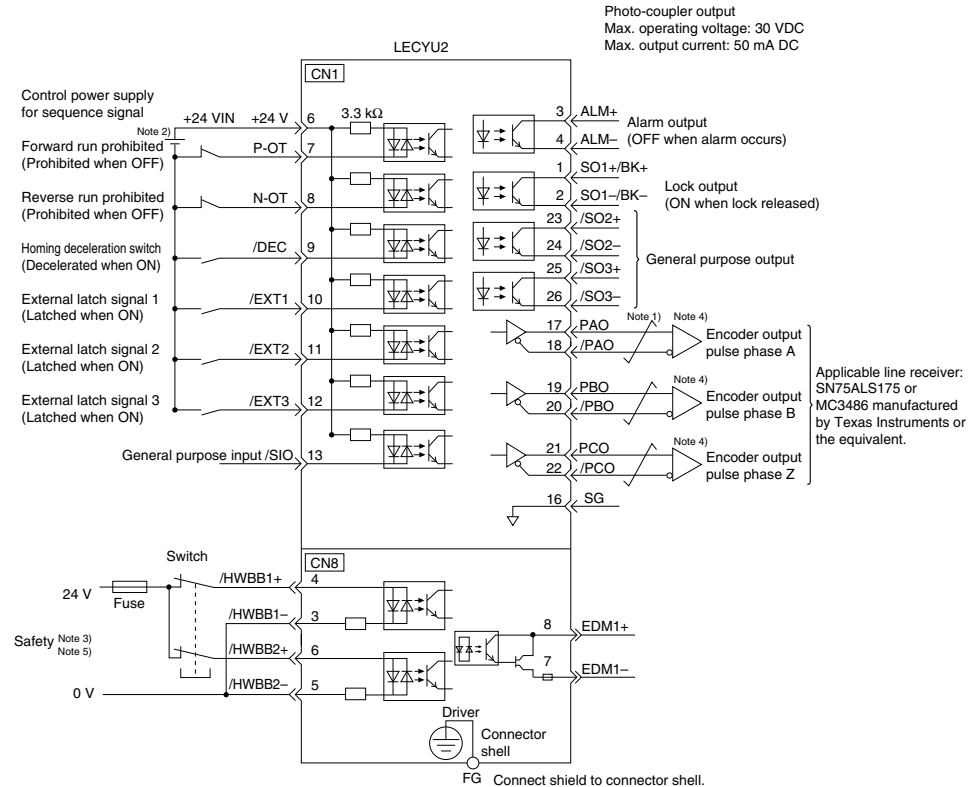 Photo-coupler output
Max. operating voltage: 30 VDC
Max. output current: 50 mA DC
LECYU2
CN1
Control power supply
for sequence signal
+24 VIN
+24 V
6
3.3 kΩ
Note 2)
Forward run prohibited
(Prohibited when OFF)
P-OT
7
Reverse run prohibited
(Prohibited when OFF)
N-OT
8
Homing deceleration switch
(Decelerated when ON)
/DEC
9
External latch signal 1
(Latched when ON)
/EXT1
10
External latch signal 2
(Latched when ON)
/EXT2
11
External latch signal 3
(Latched when ON)
/EXT3
12
General purpose input /SIO
13
3
ALM+
4
ALM–
Alarm output
(OFF when alarm occurs)
1
SO1+/BK+
2
SO1–/BK–
Lock output
(ON when lock released)
23
/SO2+
24
/SO2–
25
/SO3+
26
/SO3–
General purpose output
Note 1)
Note 4)
17
PAO
18
/PAO
Encoder output
pulse phase A
Note 4)
19
PBO
20
/PBO
Encoder output
pulse phase B
Note 4)
21
PCO
22
/PCO
Encoder output
pulse phase Z
Applicable line receiver:
SN75ALS175 or
MC3486 manufactured
by Texas Instruments or
the equivalent.
16
SG
CN8
Switch
24 V
Fuse
/HWBB1+
4
/HWBB1–
3
Safety Note 3)
Note 5)
/HWBB2+
6
0 V
/HWBB2–
5
8
EDM1+
7
EDM1–
Driver
Connector
shell
FG
Connect shield to connector shell.